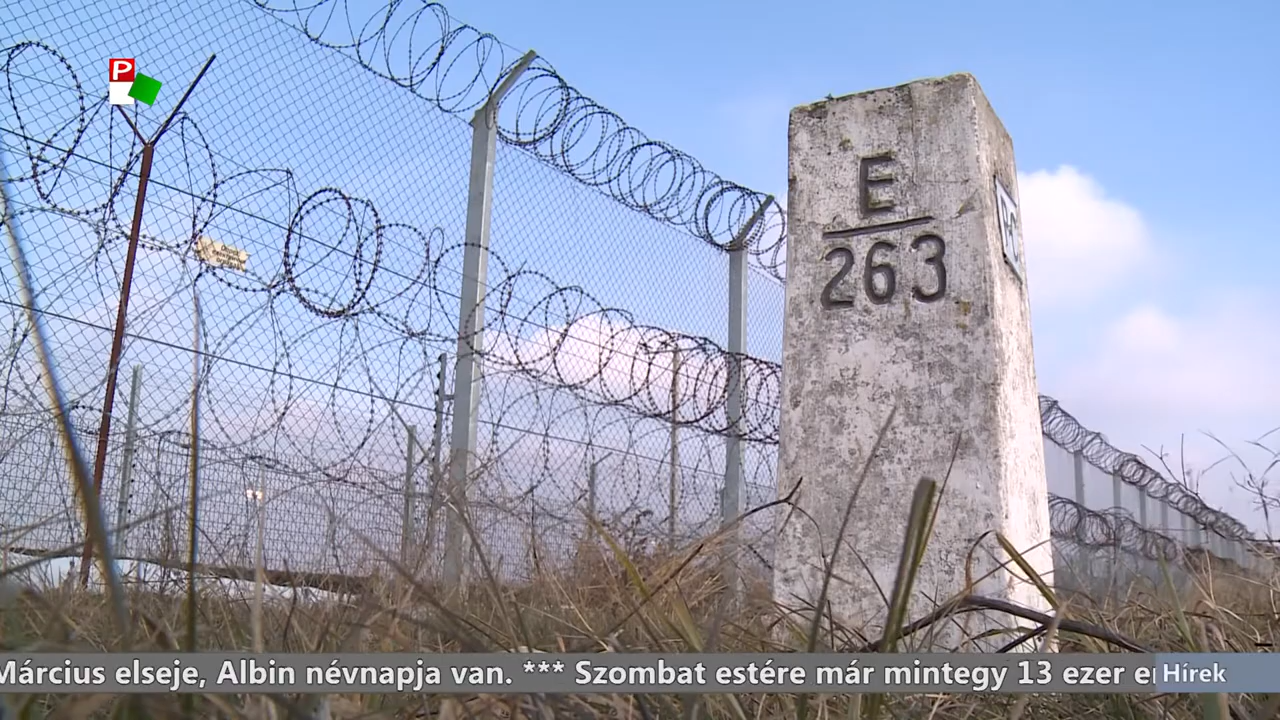 P
E
263
Március elseje, Albin névnapja van. *** Szombat estére már mintegy 13 ezer
Hírek